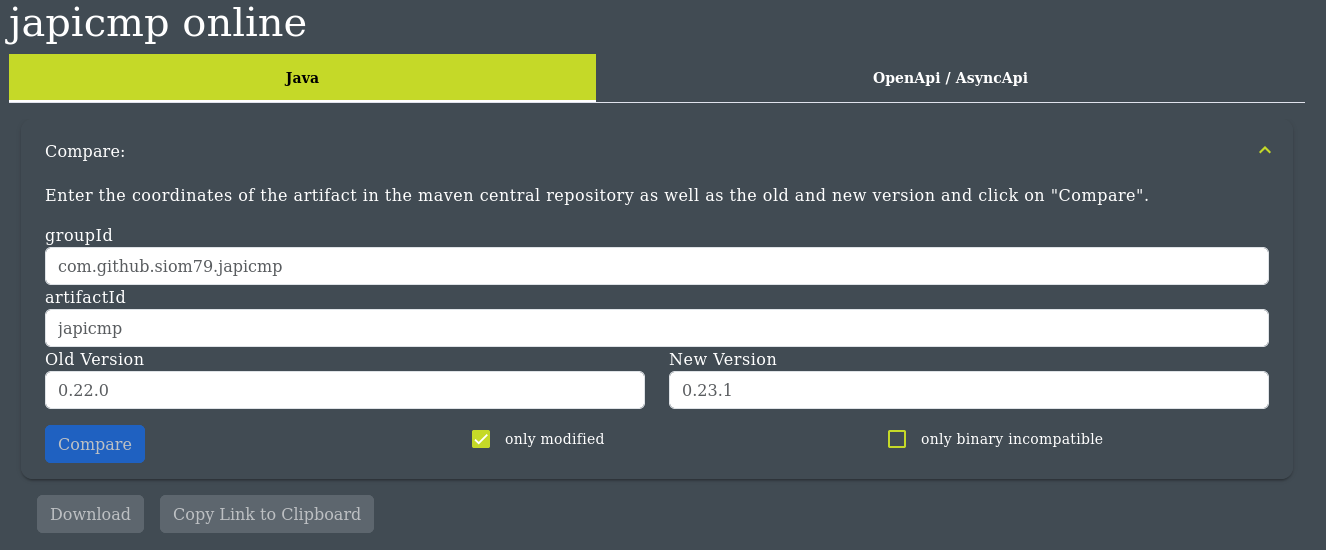 japicmp online
Java
OpenApi / AsyncApi
Compare:
Enter the coordinates of the artifact in the maven central repository as well as the old and new version and click on "Compare".
groupId
com.github.siom79.japicmp
artifactId
japicmp
Old Version
New Version
0.22.0
0.23.1
Compare
only modified
only binary incompatible
Download
Copy Link to Clipboard